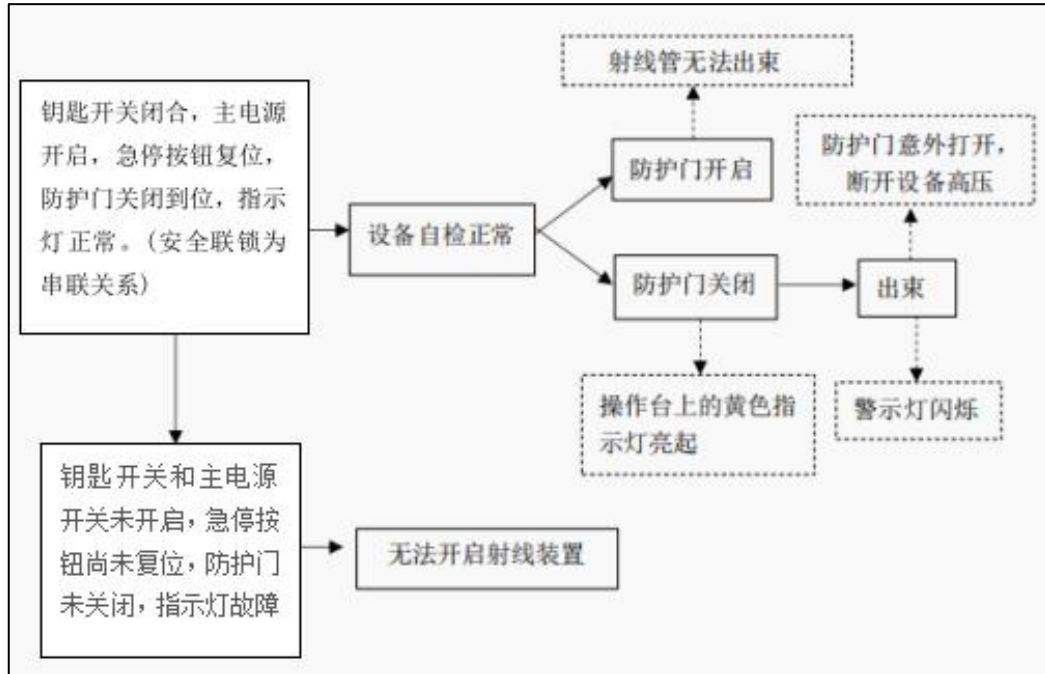 射线管无法出束
钥匙开关闭合，主电源
开启，急停按钮复位，
防护门关闭到位，指示
灯正常。(安全联锁为
串联关系)
防护门意外打开，
断开设备高压
防护门开启
设备自检正常
防护门关闭
出束
操作台上的黄色指
示灯亮起
警示灯闪烁
钥匙开关和主电源
开关未开启，急停按
钮尚未复位，防护门
未关闭，指示灯故障
无法开启射线装置